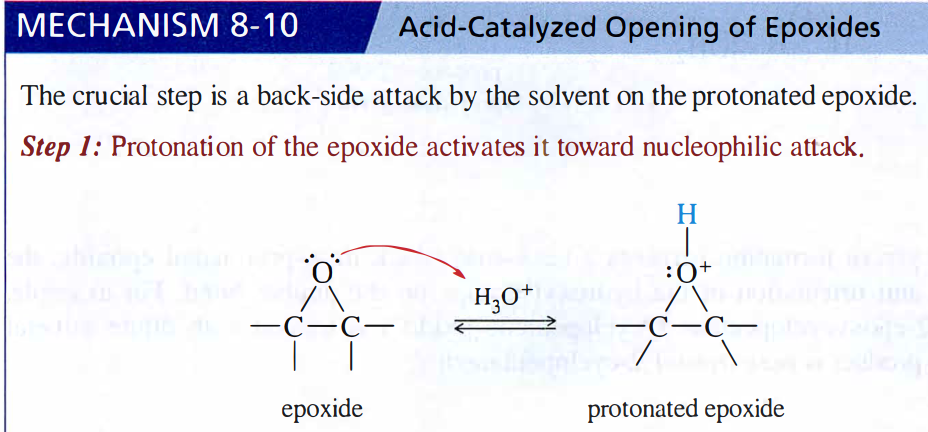 MECHANISM 8-10 Acid-Catalyzed Opening of Epoxides
The crucial step is a back-side attack by the solvent on the protonated epoxide.
Step 1: Protonation of the epoxide activates it toward nucleophilic attack.
H
O :O+
H3O+
C C C C
epoxide protonated epoxide